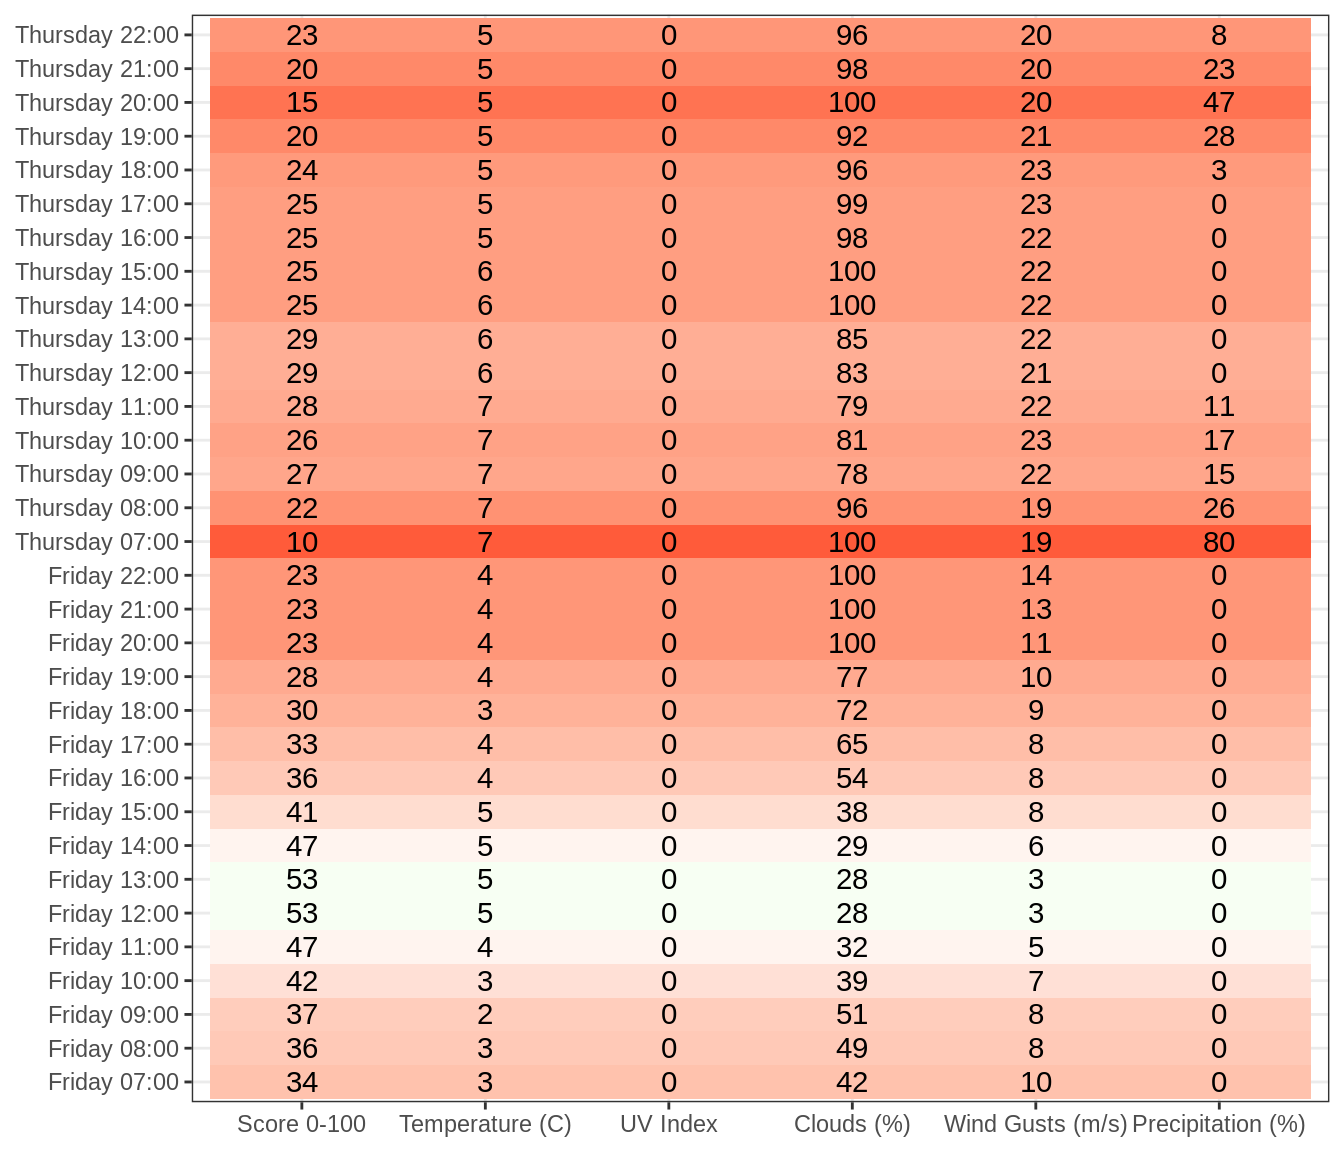 Thursday 22:00 23 5 0 96 20 8
Thursday 21:00 20 5 0 98 20 23
Thursday 20:00 15 5 0 100 20 47
Thursday 19:00 20 5 0 92 21 28
Thursday 18:00 24 5 0 96 23 3
Thursday 17:00 25 5 0 99 23 0
Thursday 16:00 25 5 0 98 22 0
Thursday 15:00 25 6 0 100 22 0
Thursday 14:00 25 6 0 100 22 0
Thursday 13:00 29 6 0 85 22 0
Thursday 12:00 29 6 0 83 21 0
Thursday 11:00 28 7 0 79 22 11
Thursday 10:00 26 7 0 81 23 17
Thursday 09:00 27 7 0 78 22 15
Thursday 08:00 22 7 0 96 19 26
Thursday 07:00 10 7 0 100 19 80
Friday 22:00 23 4 0 100 14 0
Friday 21:00 23 4 0 100 13 0
Friday 20:00 23 4 0 100 11 0
Friday 19:00 28 4 0 77 10 0
Friday 18:00 30 3 0 72 9 0
Friday 17:00 33 4 0 65 8 0
Friday 16:00 36 4 0 54 8 0
Friday 15:00 41 5 0 38 8 0
Friday 14:00 47 5 0 29 6 0
Friday 13:00 53 5 0 28 3 0
Friday 12:00 53 5 0 28 3 0
Friday 11:00 47 4 0 32 5 0
Friday 10:00 42 3 0 39 7 0
Friday 09:00 37 2 0 51 8 0
Friday 08:00 36 3 0 49 8 0
Friday 07:00 34 3 0 42 10 0
Score 0-100 Temperature (C) UV Index Clouds (%) Wind Gusts (m/s) Precipitation (%)